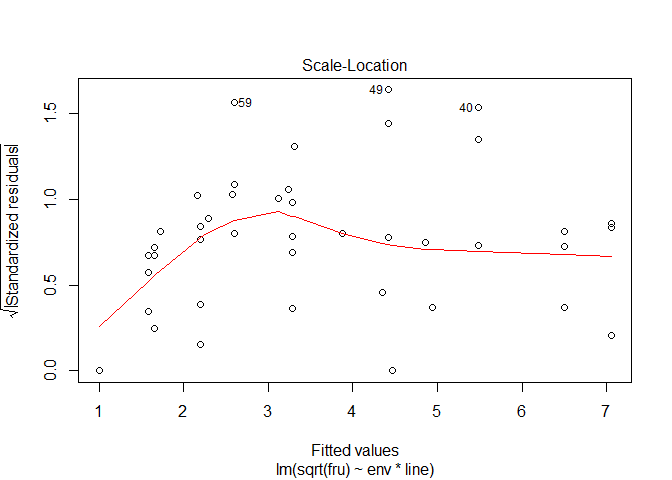 Scale-Location
√|Standardized residuals|
1.5
1.0
0.5
0.0
59
49
40
1 2 3 4 5 6 7
Fitted values
lm(sqrt(fru) ~ env * line)